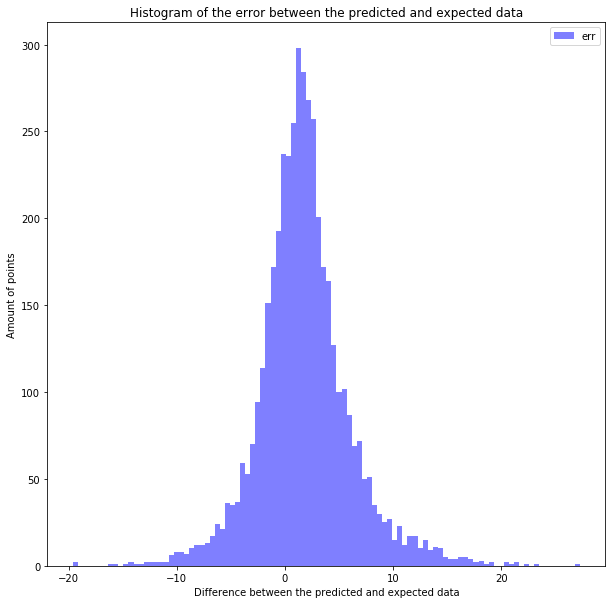 Histogram of the error between the predicted and expected data
err
300
250
200
150
100
50
0
Amount of points
−20 −10 0 10 20
Difference between the predicted and expected data